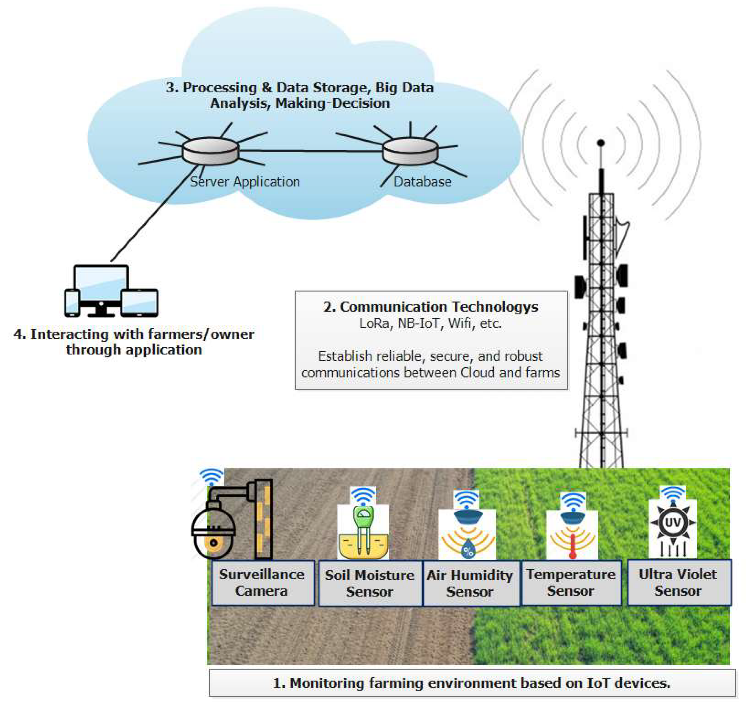 3. Processing & Data Storage, Big Data
Analysis, Making-Decision
Server Application
Database
2. Communication Technologys
LoRa, NB-IoT, Wifi, etc.
Establish reliable, secure, and robust
communications between Cloud and farms
4. Interacting with farmers/owner
through application
%
UV
Surveillance
Camera
Soil Moisture
Sensor
Air Humidity
Sensor
Temperature
Sensor
Ultra Violet
Sensor
1. Monitoring farming environment based on IoT devices.